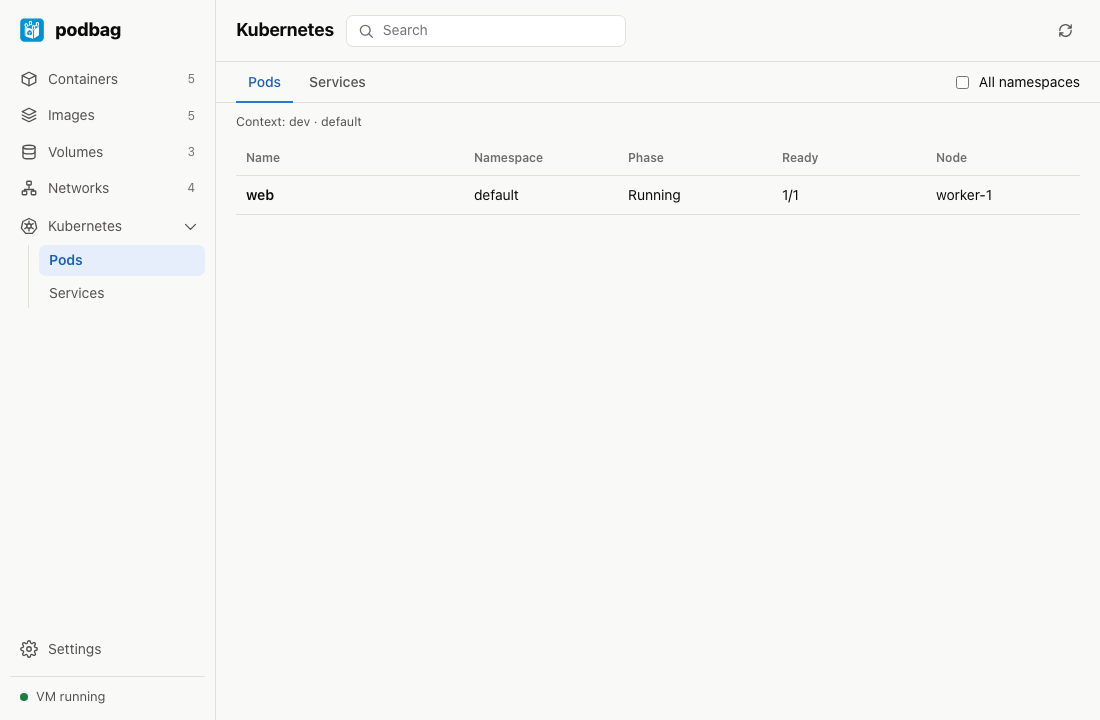 podbag
Containers 5
Images 5
Volumes 3
Networks 4
Kubernetes
Pods
Services
Settings
VM running
Kubernetes
Search
Pods Services All namespaces
Context: dev · default
Name Namespace Phase Ready Node
web default Running 1/1 worker-1